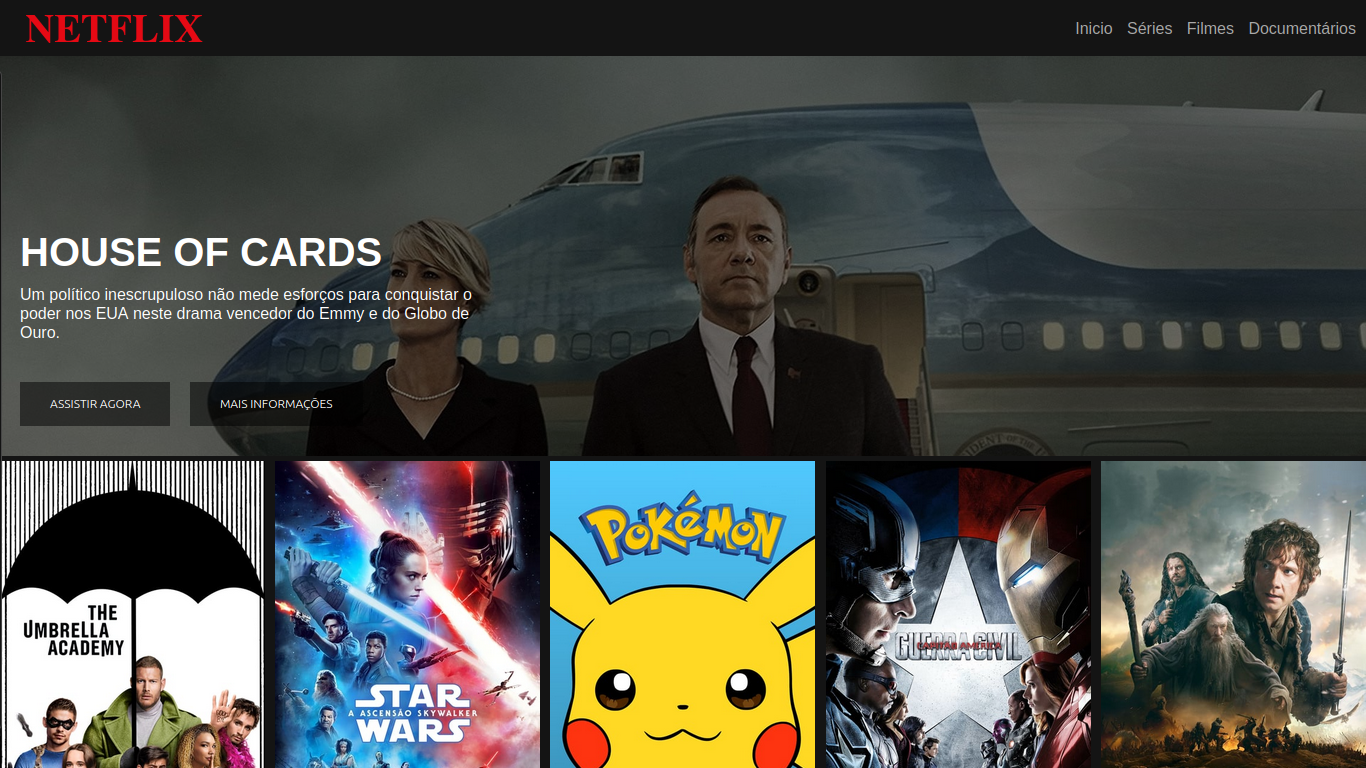 NETFLIX
Inicio Séries Filmes Documentários
HOUSE OF CARDS
Um político inescrupuloso não mede esforços para conquistar o
poder nos EUA neste drama vencedor do Emmy e do Globo de
Ouro.
ASSISTIR AGORA MAIS INFORMAÇÕES
THE
UMBRELLA
ACADEMY
STAR
A ASCENSÃO SKYWALKER
WARS
POKÉMON
GUERRA CIVIL
CAPITÃO AMÉRICA